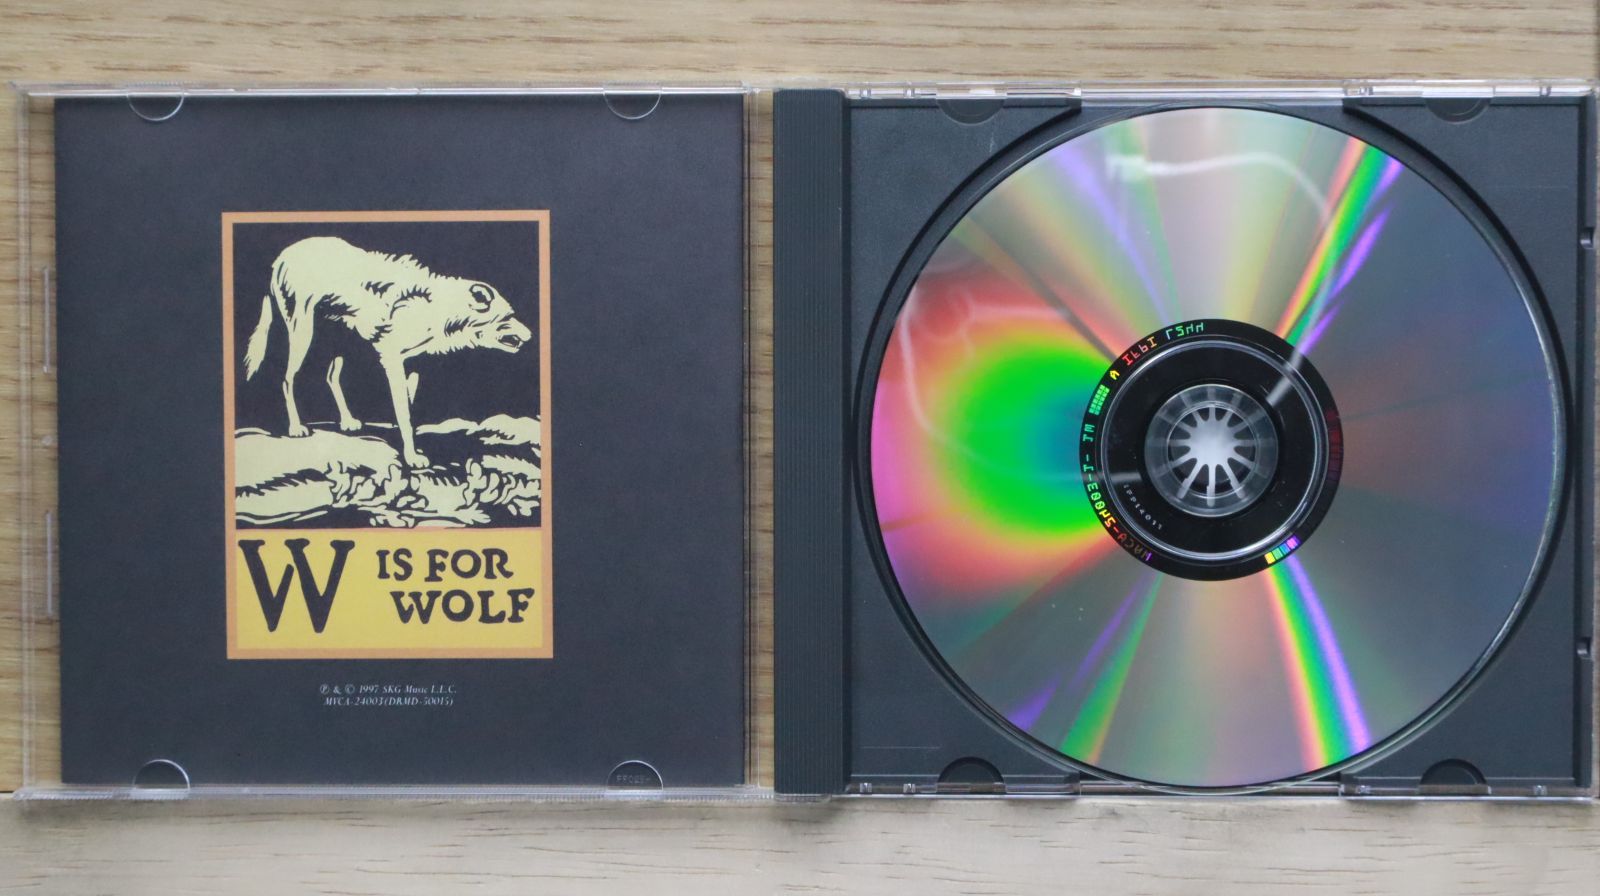 W IS FOR
WOLF
℗ & © 1997 SKG Music L.L.C.
MVCA-24003(DRMD-50015)